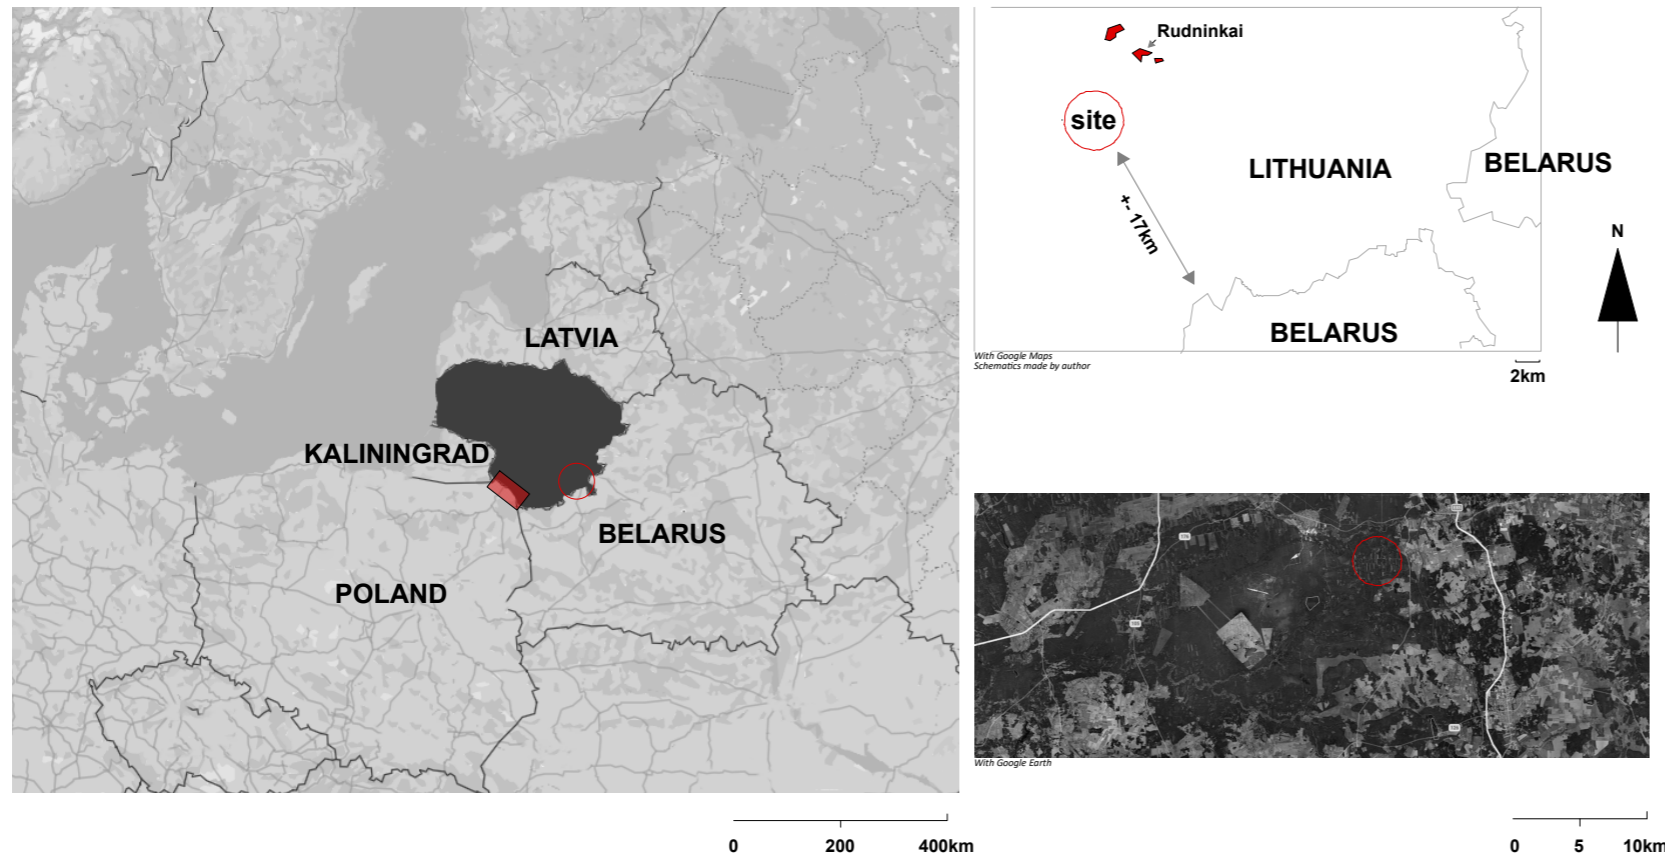 LATVIA
KALININGRAD
BELARUS
POLAND
0 200 400km
Rudninkai
site
LITHUANIA
BELARUS
+- 17km
BELARUS
N
With Google Maps
Schematics made by author
2km
With Google Earth
0 5 10km